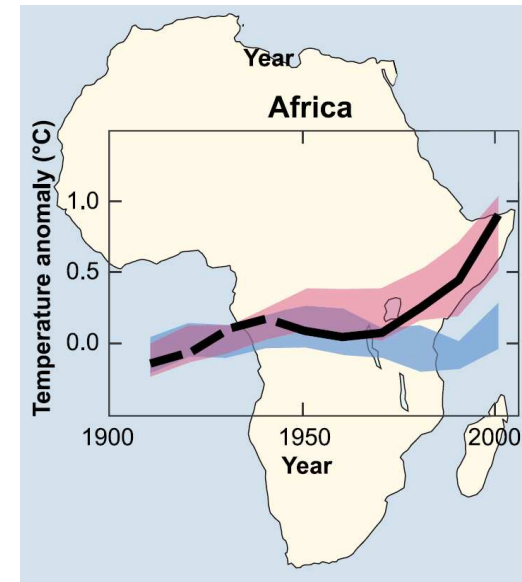 Year
Africa
Temperature anomaly (°C)
1.0
0.5
0.0
1900 1950 2000
Year